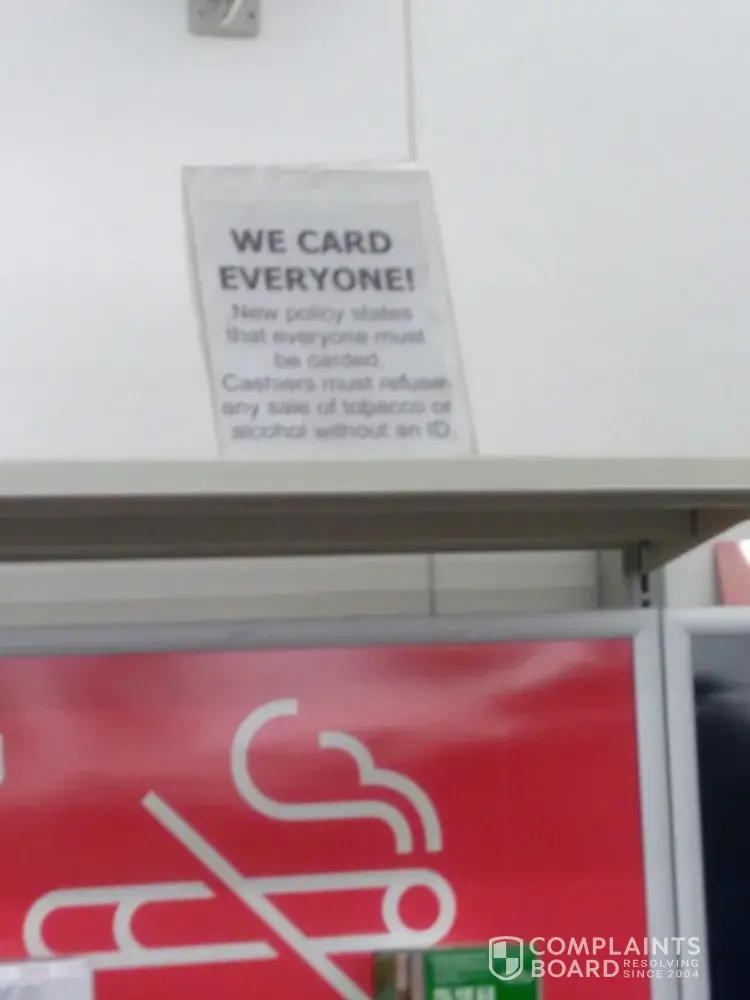 WE CARD
EVERYONE!
New policy states
that everyone must
be carded.
Cashiers must refuse
any sale of tobacco or
alcohol without an ID.
COMPLAINTS
BOARD RESOLVING
SINCE 2004